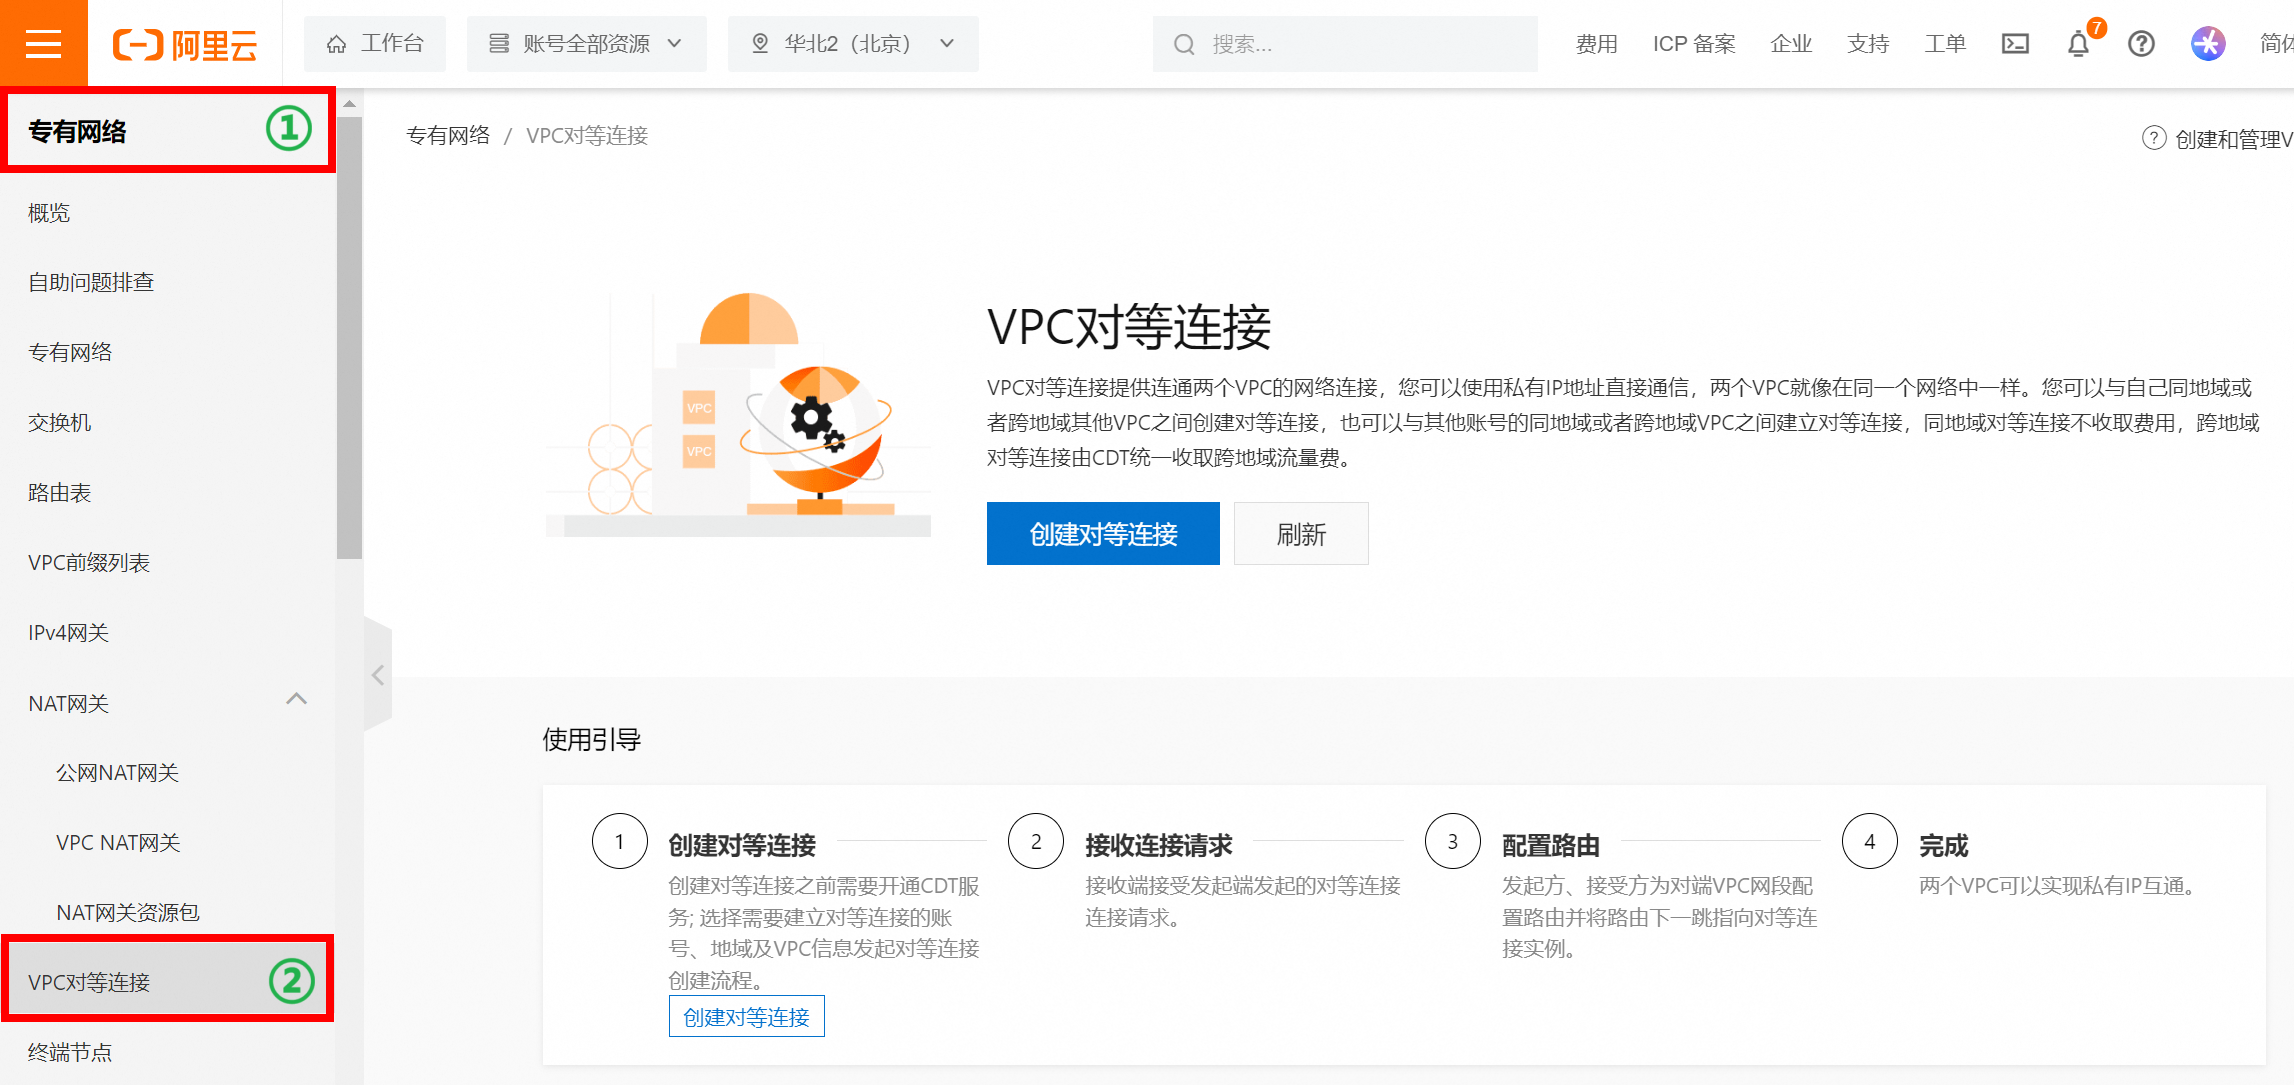 阿里云
工作台
账号全部资源
华北2（北京）
搜索...
费用
ICP 备案
企业
支持
工单
7
简体
专有网络
①
概览
自助问题排查
专有网络
交换机
路由表
VPC前缀列表
IPv4网关
NAT网关
公网NAT网关
VPC NAT网关
NAT网关资源包
VPC对等连接
②
终端节点
专有网络 / VPC对等连接
创建和管理V
VPC
VPC
VPC对等连接
VPC对等连接提供连通两个VPC的网络连接，您可以使用私有IP地址直接通信，两个VPC就像在同一个网络中一样。您可以与自己同地域或
者跨地域其他VPC之间创建对等连接，也可以与其他账号的同地域或者跨地域VPC之间建立对等连接，同地域对等连接不收取费用，跨地域
对等连接由CDT统一收取跨地域流量费。
创建对等连接
刷新
使用引导
1
创建对等连接
创建对等连接之前需要开通CDT服
务; 选择需要建立对等连接的账
号、地域及VPC信息发起对等连接
创建流程。
创建对等连接
2
接收连接请求
接收端接受发起端发起的对等连接
连接请求。
3
配置路由
发起方、接受方为对端VPC网段配
置路由并将路由下一跳指向对等连
接实例。
4
完成
两个VPC可以实现私有IP互通。